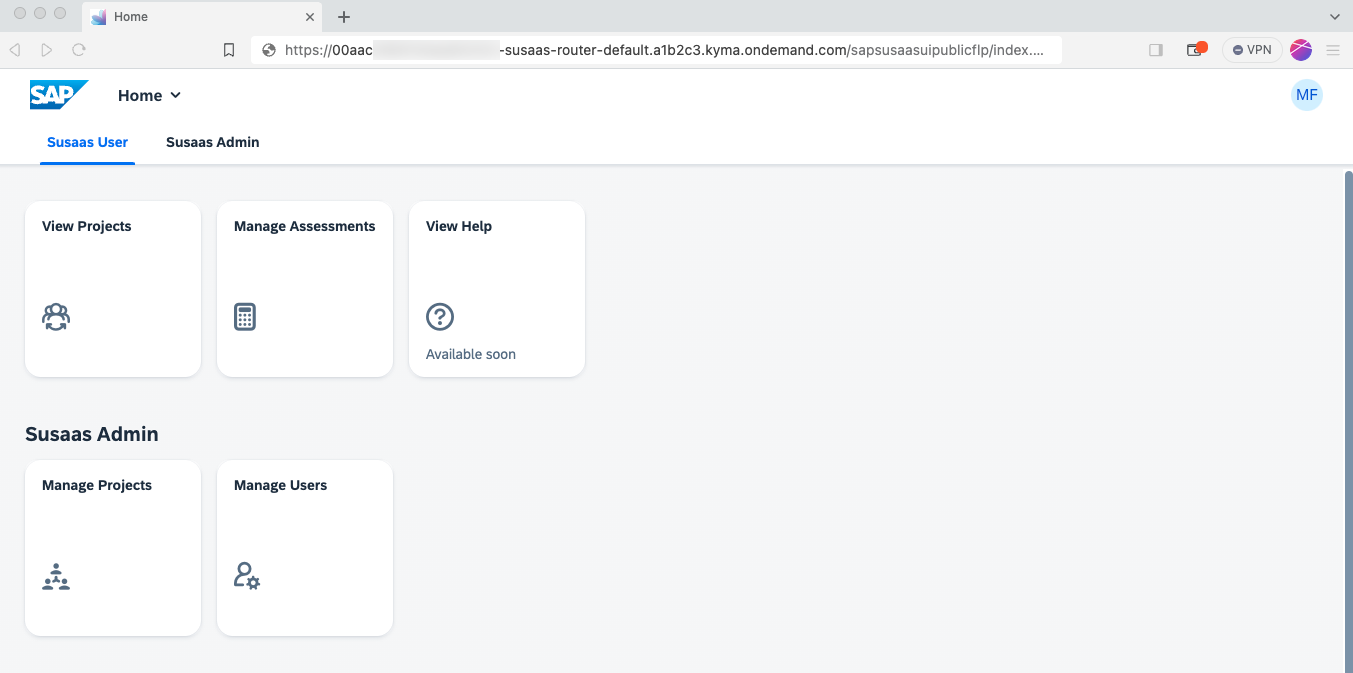 Home
https://00aac -susaas-router-default.a1b2c3.kyma.ondemand.com/sapsusaasuipublicflp/index....
VPN
SAP Home
MF
Susaas User Susaas Admin
View Projects Manage Assessments View Help
Available soon
Susaas Admin
Manage Projects Manage Users